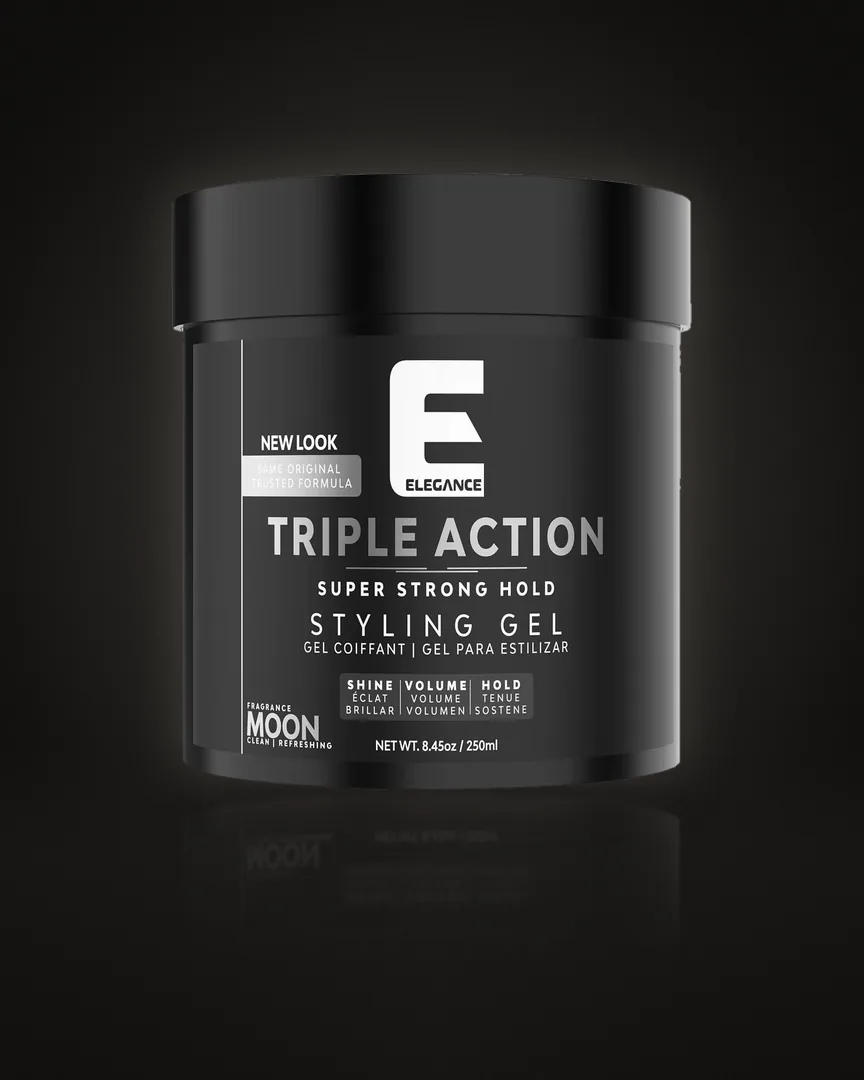 NEW LOOK
SAME ORIGINAL
TRUSTED FORMULA
ELEGANCE
TRIPLE ACTION
SUPER STRONG HOLD
STYLING GEL
GEL COIFFANT | GEL PARA ESTILIZAR
SHINE | VOLUME | HOLD
ÉCLAT | VOLUME | TENUE
BRILLAR | VOLUMEN | SOSTENE
FRAGRANCE
MOON
CLEAN | REFRESHING
NET WT. 8.45oz / 250ml